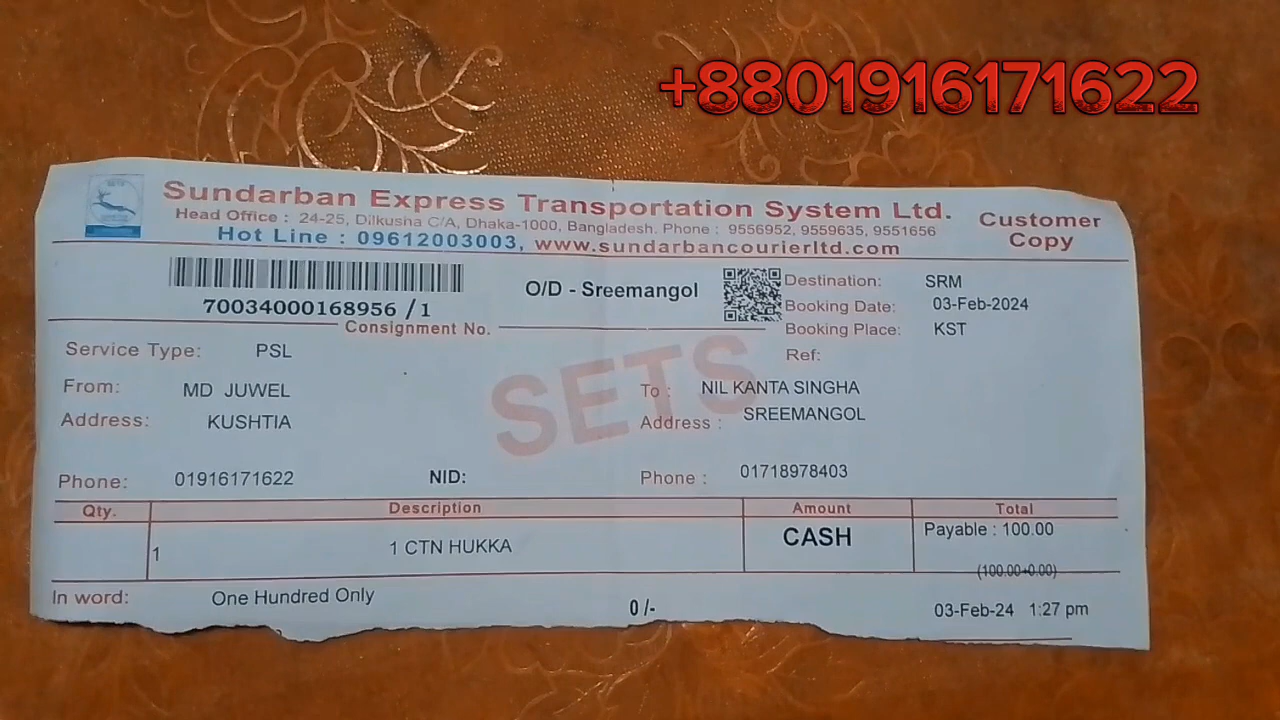 +8801916171622
Sundarban Express Transportation System Ltd.
Head Office : 24-25, Dilkusha C/A, Dhaka-1000, Bangladesh. Phone : 9556952, 9559635, 9551656
Hot Line : 09612003003, www.sundarbancourierltd.com
Customer
Copy
70034000168956 /1
Consignment No.
O/D - Sreemangol
Destination: SRM
Booking Date: 03-Feb-2024
Booking Place: KST
Ref:
Service Type: PSL
SETS
From: MD JUWEL
Address: KUSHTIA
Phone: 01916171622 NID:
To : NIL KANTA SINGHA
Address : SREEMANGOL
Phone : 01718978403
Qty. Description Amount Total
1 1 CTN HUKKA CASH Payable : 100.00
(100.00+0.00)
In word: One Hundred Only 0 /- 03-Feb-24 1:27 pm